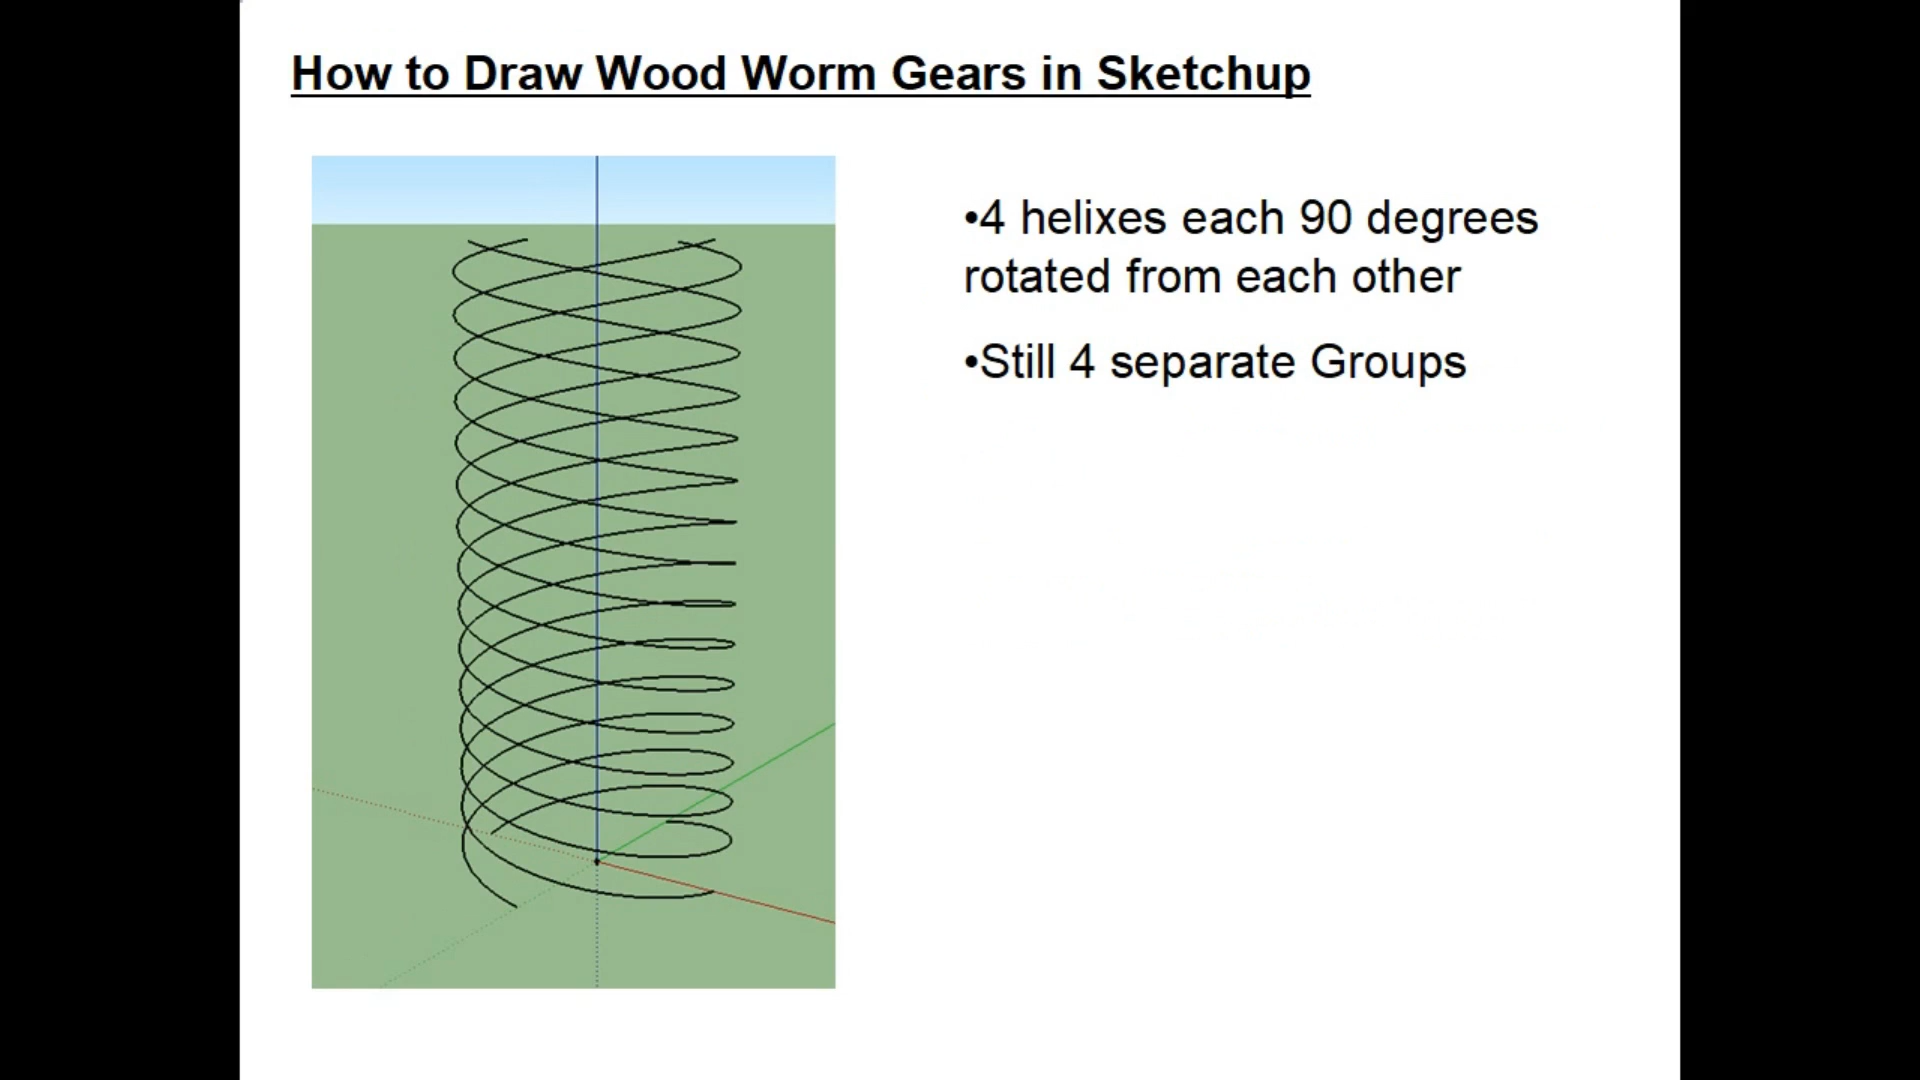 How to Draw Wood Worm Gears in Sketchup
•4 helixes each 90 degrees
rotated from each other
•Still 4 separate Groups